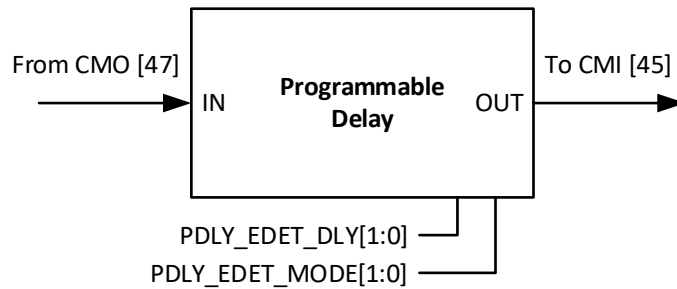 From CMO [47]
To CMI [45]
Programmable
Delay
IN
OUT
PDLY_EDET_DLY[1:0]
PDLY_EDET_MODE[1:0]